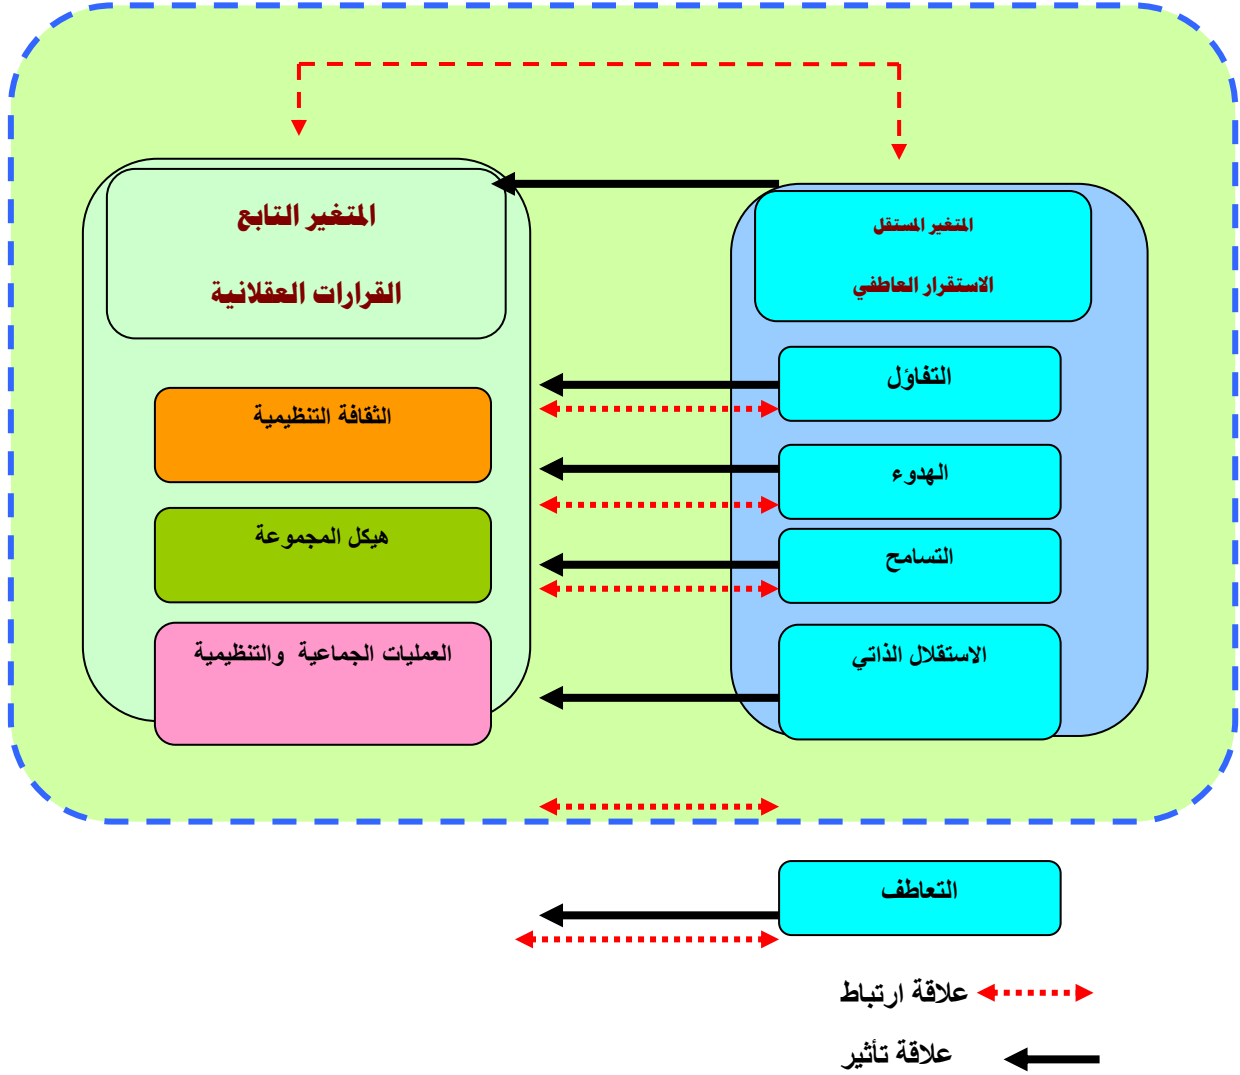 المتغير المستقل
الاستقرار العاطفي
التفاؤل
الهدوء
التسامح
الاستقلال الذاتي
المتغير التابع
القرارات العقلانية
الثقافة التنظيمية
هيكل المجموعة
العمليات الجماعية والتنظيمية
التعاطف
علاقة ارتباط
علاقة تأثير